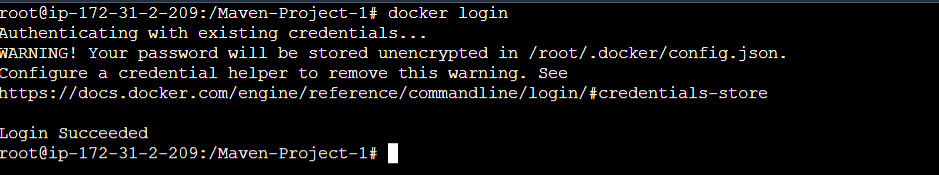 root@ip-172-31-2-209:/Maven-Project-1# docker login
Authenticating with existing credentials...
WARNING! Your password will be stored unencrypted in /root/.docker/config.json.
Configure a credential helper to remove this warning. See
https://docs.docker.com/engine/reference/commandline/login/#credentials-store
Login Succeeded
root@ip-172-31-2-209:/Maven-Project-1#